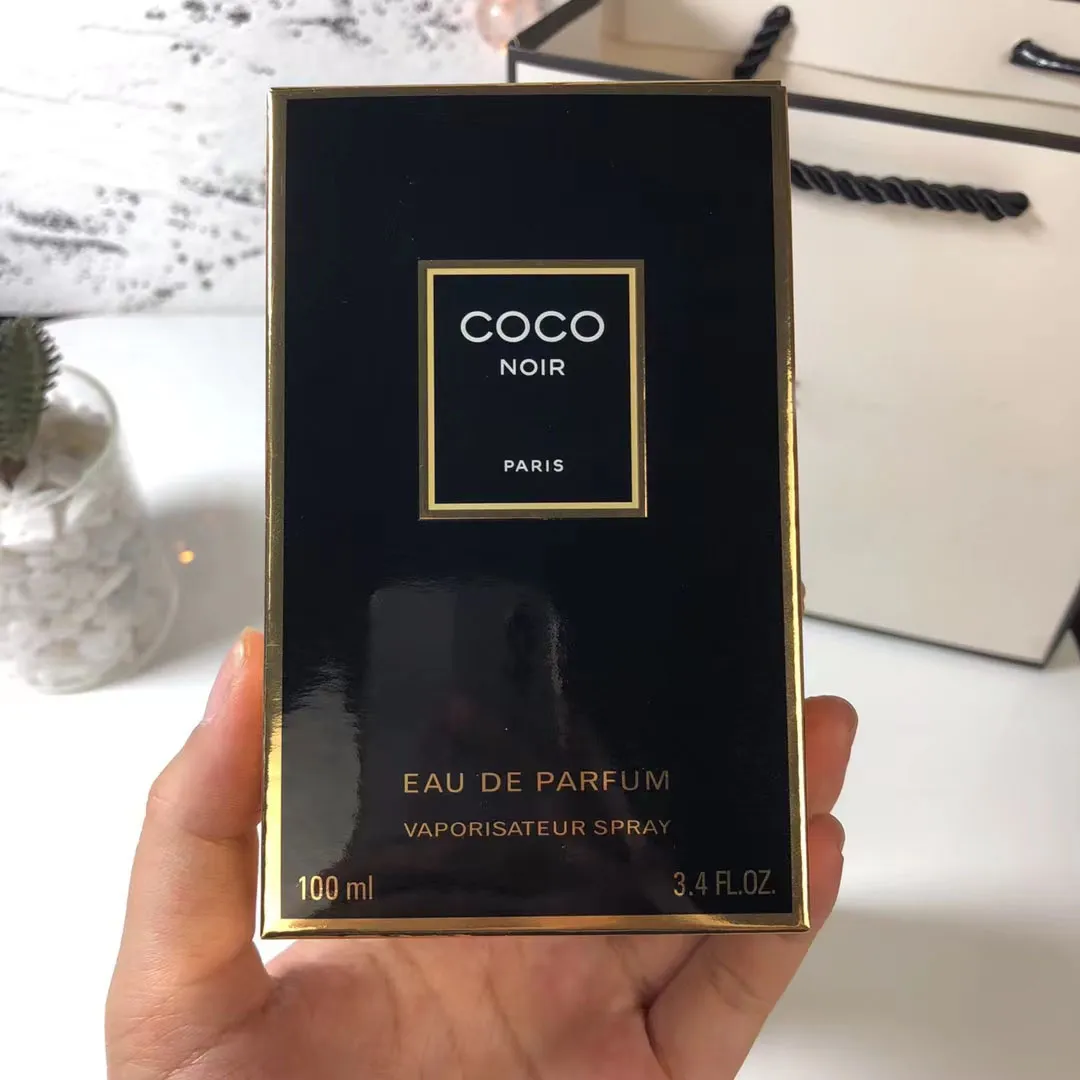 COCO
NOIR
PARIS
EAU DE PARFUM
VAPORISATEUR SPRAY
100 ml
3.4 FL.OZ.